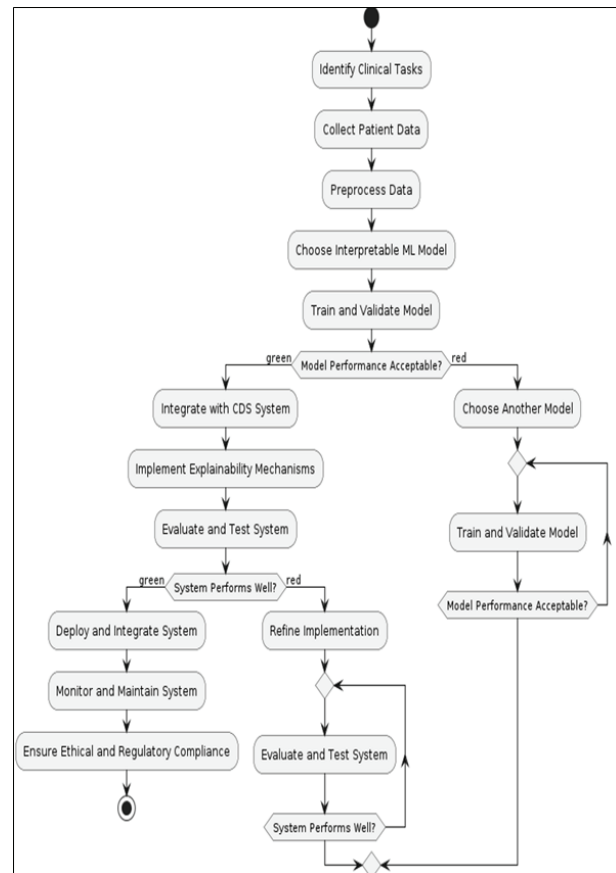 Identify Clinical Tasks
Collect Patient Data
Preprocess Data
Choose Interpretable ML Model
Train and Validate Model
green
Model Performance Acceptable?
red
Integrate with CDS System
Choose Another Model
Implement Explainability Mechanisms
Evaluate and Test System
Train and Validate Model
green
System Performs Well?
red
Model Performance Acceptable?
Deploy and Integrate System
Refine Implementation
Monitor and Maintain System
Ensure Ethical and Regulatory Compliance
Evaluate and Test System
System Performs Well?